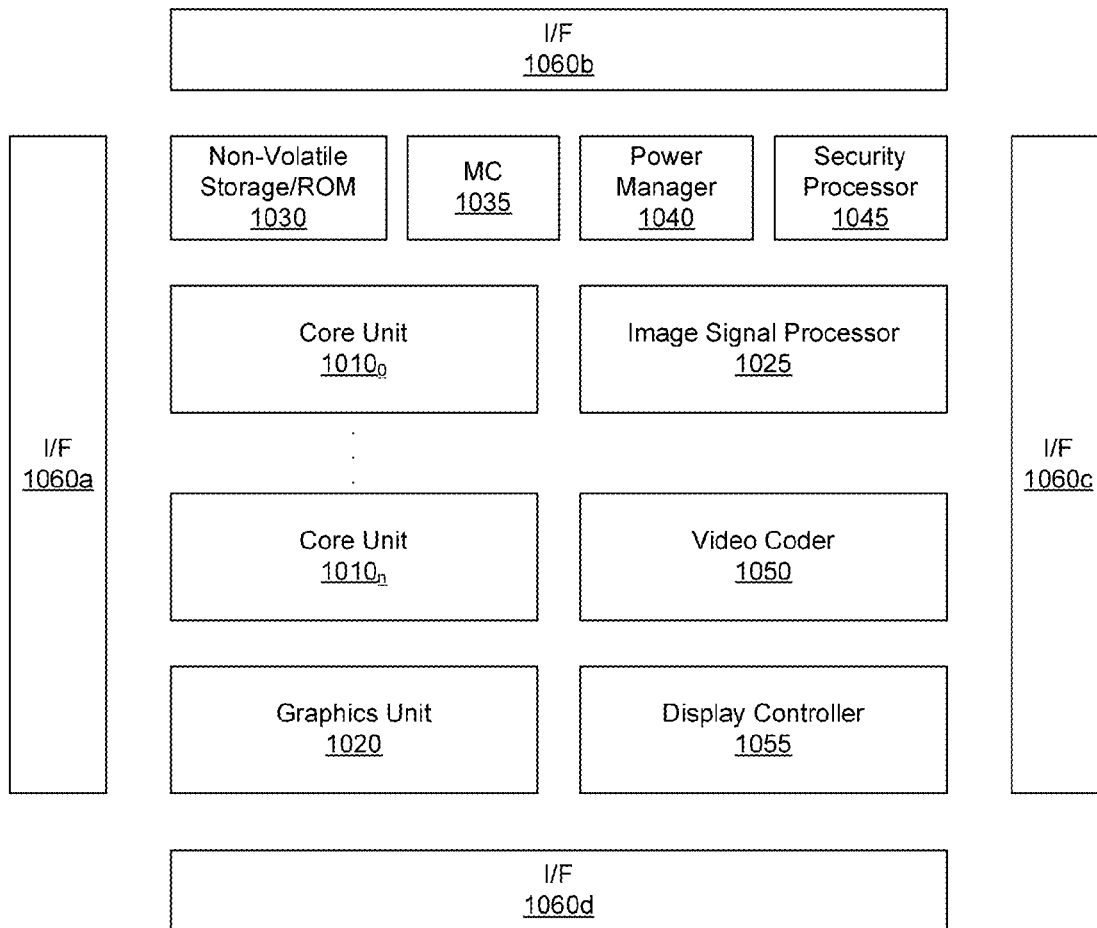 I/F
1060b
Non-Volatile
Storage/ROM
1030
MC
1035
Power
Manager
1040
Security
Processor
1045
Core Unit
1010₀
Image Signal Processor
1025
I/F
1060a
I/F
1060c
Core Unit
1010ₙ
Video Coder
1050
Graphics Unit
1020
Display Controller
1055
I/F
1060d